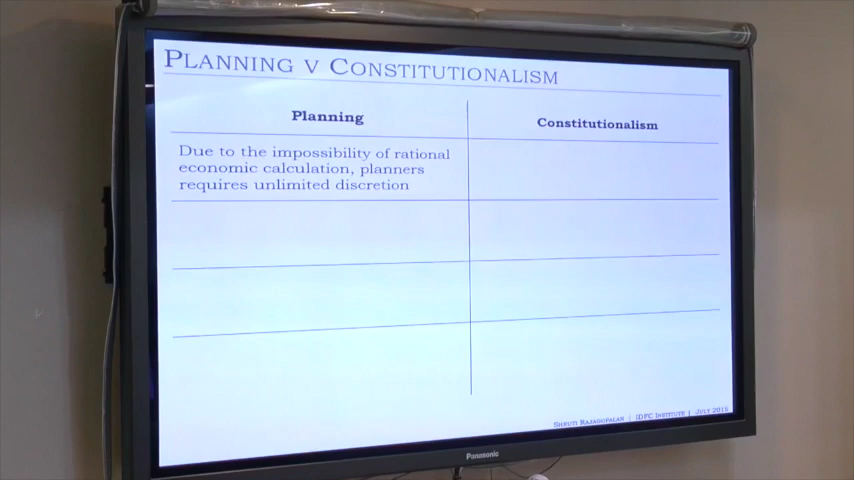 PLANNING V CONSTITUTIONALISM
Planning
Constitutionalism
Due to the impossibility of rational
economic calculation, planners
requires unlimited discretion
SHRUTI RAJAGOPALAN | IDFC INSTITUTE | JULY 2015
Panasonic